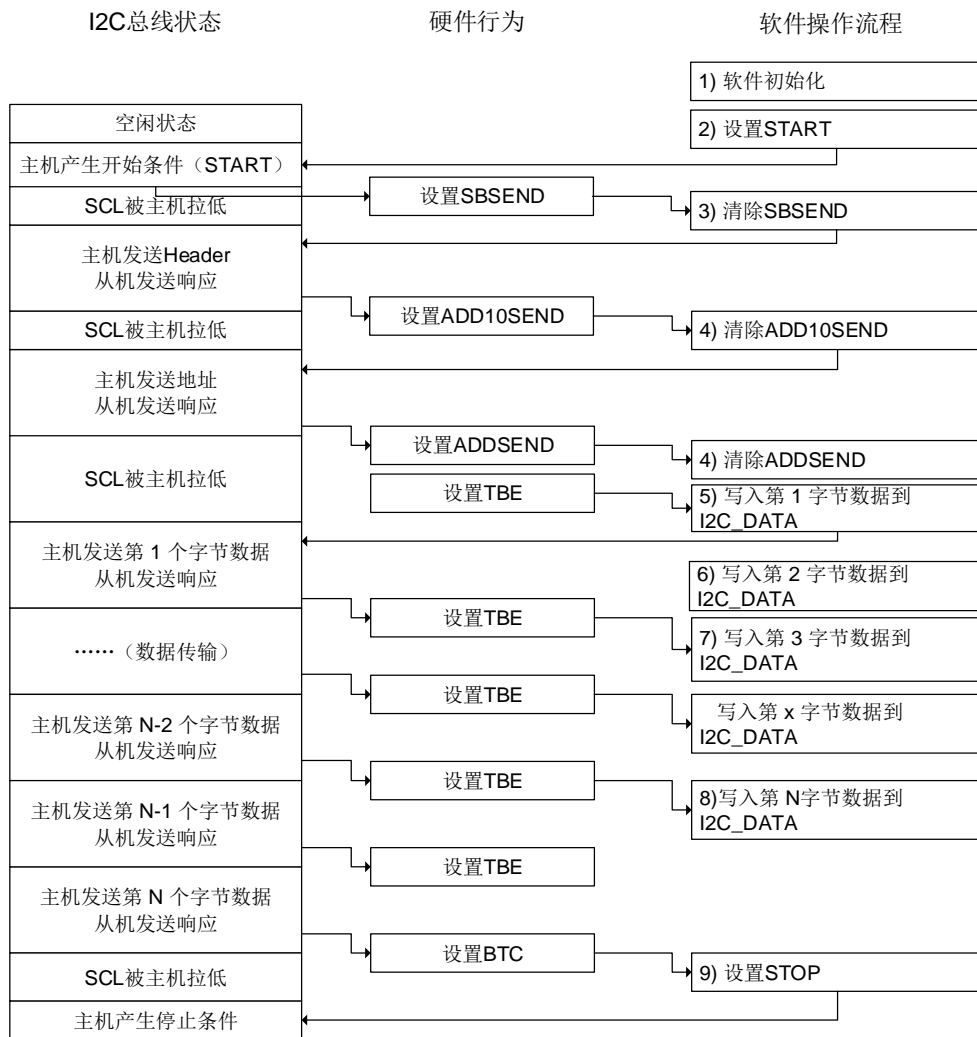 I2C总线状态
硬件行为
软件操作流程
1) 软件初始化
空闲状态
2) 设置START
主机产生开始条件（START）
设置SBSEND
SCL被主机拉低
3) 清除SBSEND
主机发送Header
从机发送响应
设置ADD10SEND
SCL被主机拉低
4) 清除ADD10SEND
主机发送地址
从机发送响应
设置ADDSEND
4) 清除ADDSEND
SCL被主机拉低
设置TBE
5) 写入第 1 字节数据到
I2C_DATA
主机发送第 1 个字节数据
从机发送响应
6) 写入第 2 字节数据到
I2C_DATA
设置TBE
7) 写入第 3 字节数据到
I2C_DATA
……（数据传输）
设置TBE
写入第 x 字节数据到
I2C_DATA
主机发送第 N-2 个字节数据
从机发送响应
设置TBE
8)写入第 N字节数据到
I2C_DATA
主机发送第 N-1 个字节数据
从机发送响应
设置TBE
主机发送第 N 个字节数据
从机发送响应
设置BTC
9) 设置STOP
SCL被主机拉低
主机产生停止条件